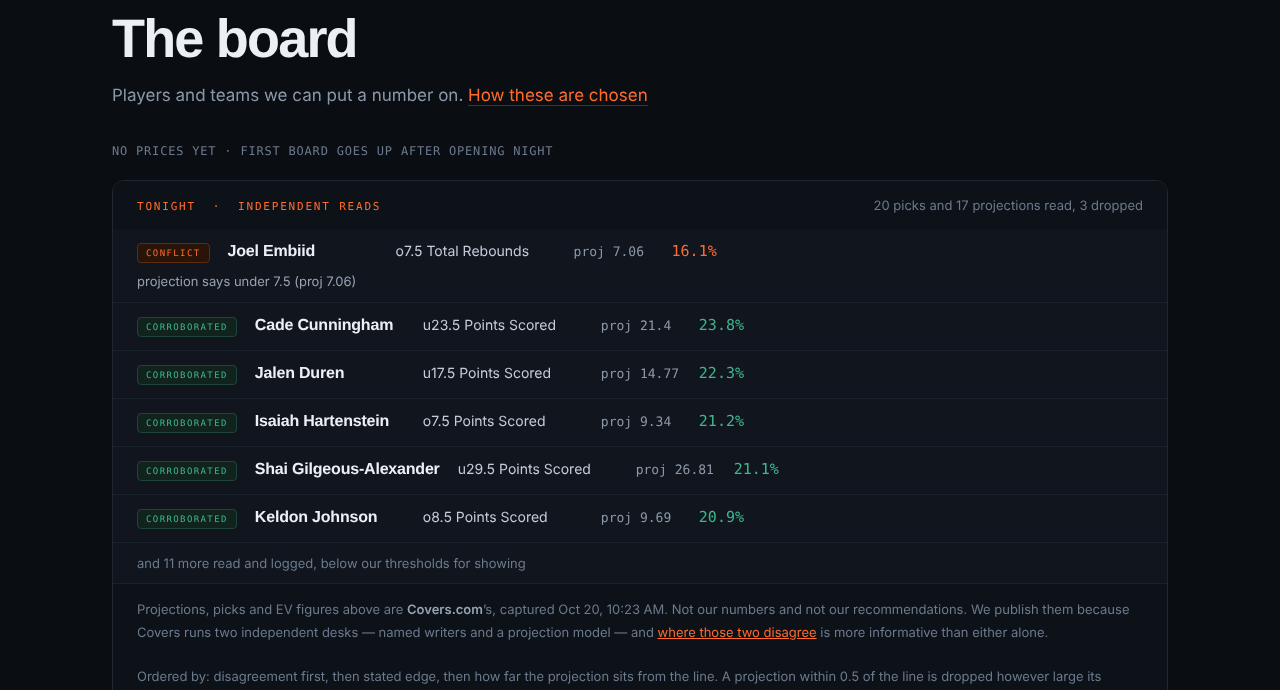 The board
Players and teams we can put a number on. How these are chosen
NO PRICES YET · FIRST BOARD GOES UP AFTER OPENING NIGHT
TONIGHT · INDEPENDENT READS 20 picks and 17 projections read, 3 dropped
CONFLICT Joel Embiid o7.5 Total Rebounds proj 7.06 16.1%
projection says under 7.5 (proj 7.06)
CORROBORATED Cade Cunningham u23.5 Points Scored proj 21.4 23.8%
CORROBORATED Jalen Duren u17.5 Points Scored proj 14.77 22.3%
CORROBORATED Isaiah Hartenstein o7.5 Points Scored proj 9.34 21.2%
CORROBORATED Shai Gilgeous-Alexander u29.5 Points Scored proj 26.81 21.1%
CORROBORATED Keldon Johnson o8.5 Points Scored proj 9.69 20.9%
and 11 more read and logged, below our thresholds for showing
Projections, picks and EV figures above are Covers.com's, captured Oct 20, 10:23 AM. Not our numbers and not our recommendations. We publish them because
Covers runs two independent desks — named writers and a projection model — and where those two disagree is more informative than either alone.
Ordered by: disagreement first, then stated edge, then how far the projection sits from the line. A projection within 0.5 of the line is dropped however large its